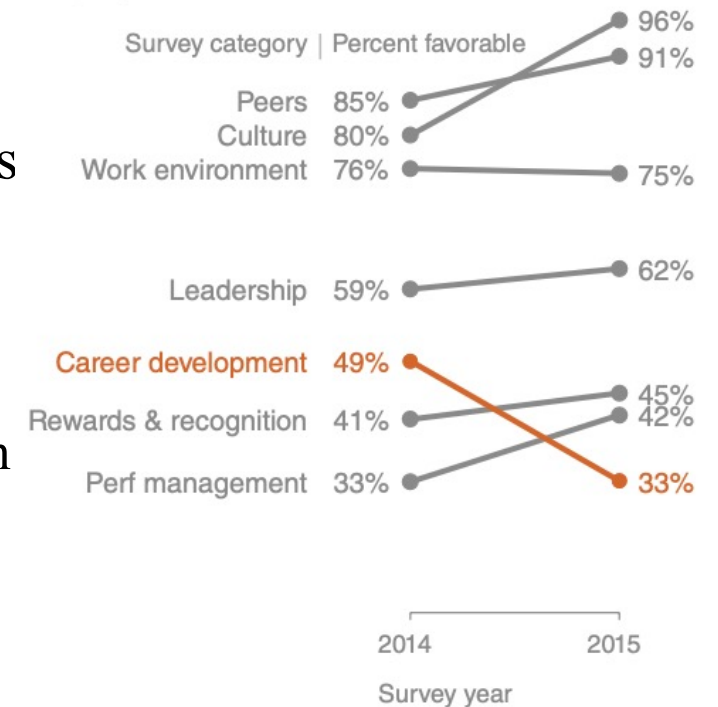 96%
Survey category | Percent favorable
91%
Peers 85%
Culture 80%
s
Work environment 76% 75%
62%
Leadership 59%
Career development 49%
45%
Rewards & recognition 41% 42%
n
Perf management 33% 33%
2014 2015
Survey year